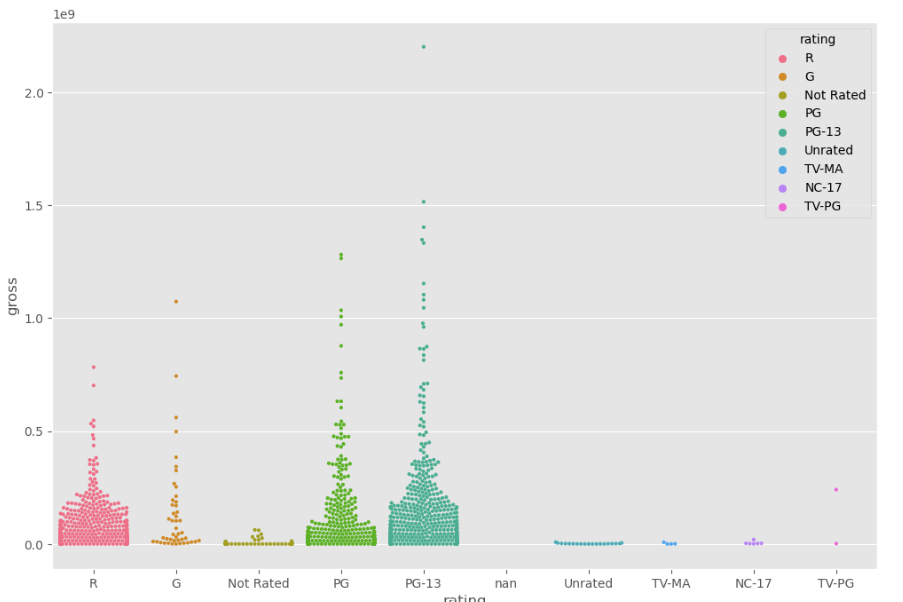 1e9
rating
R
G
Not Rated
PG
PG-13
Unrated
TV-MA
NC-17
TV-PG
2.0
1.5
1.0
0.5
0.0
gross
R G Not Rated PG PG-13 nan Unrated TV-MA NC-17 TV-PG
rating